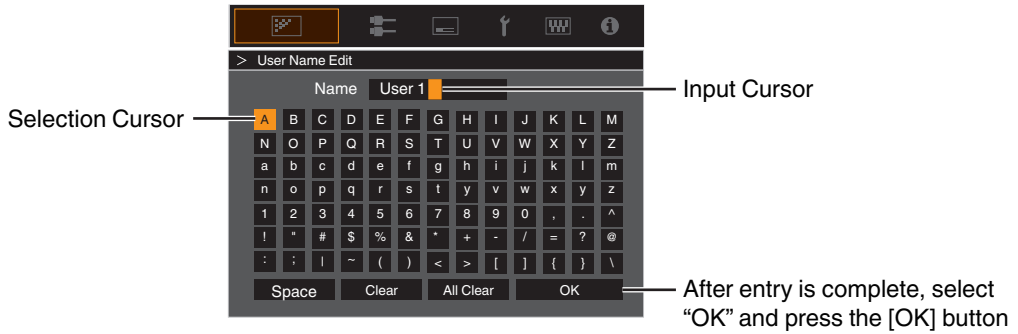 > User Name Edit
Name User 1
Input Cursor
Selection Cursor
A B C D E F G H I J K L M
N O P Q R S T U V W X Y Z
a b c d e f g h i j k l m
n o p q r s t y v w x y z
1 2 3 4 5 6 7 8 9 0 , . ^
! " # $ % & * + - / = ? @
: ; | ~ ( ) < > [ ] { } \
Space Clear All Clear OK
After entry is complete, select
“OK” and press the [OK] button